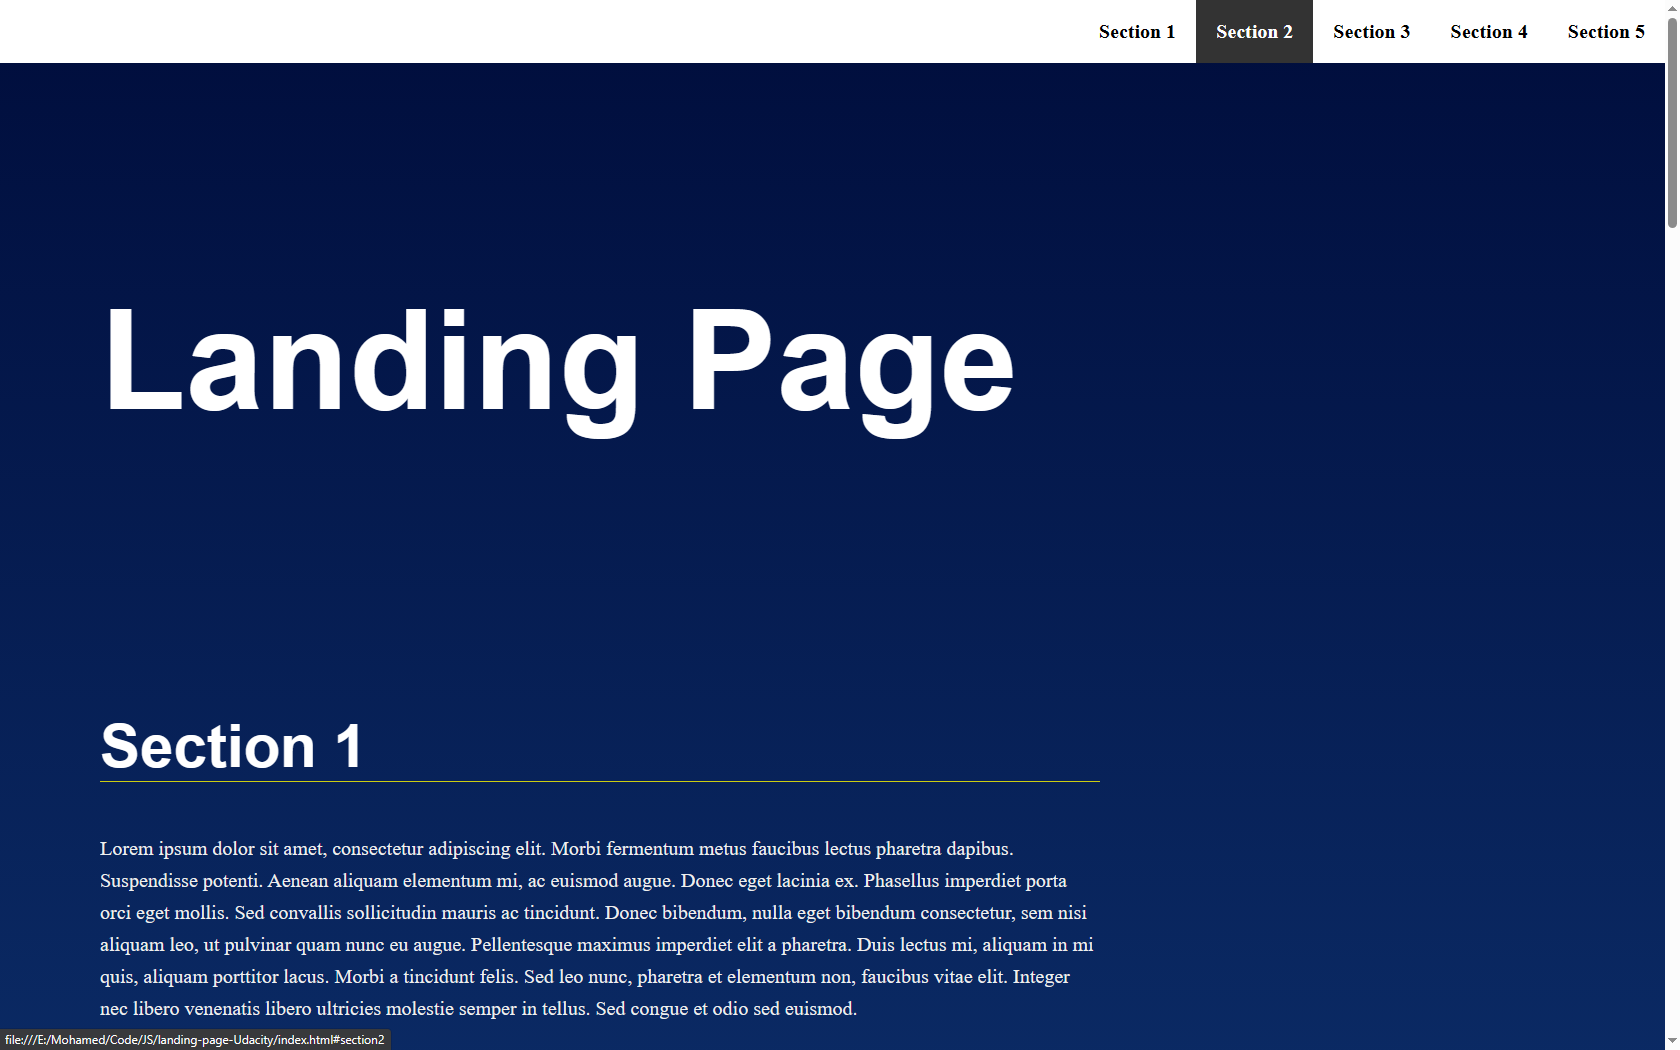 Section 1 Section 2 Section 3 Section 4 Section 5
Landing Page
Section 1
Lorem ipsum dolor sit amet, consectetur adipiscing elit. Morbi fermentum metus faucibus lectus pharetra dapibus.
Suspendisse potenti. Aenean aliquam elementum mi, ac euismod augue. Donec eget lacinia ex. Phasellus imperdiet porta
orci eget mollis. Sed convallis sollicitudin mauris ac tincidunt. Donec bibendum, nulla eget bibendum consectetur, sem nisi
aliquam leo, ut pulvinar quam nunc eu augue. Pellentesque maximus imperdiet elit a pharetra. Duis lectus mi, aliquam in mi
quis, aliquam porttitor lacus. Morbi a tincidunt felis. Sed leo nunc, pharetra et elementum non, faucibus vitae elit. Integer
nec libero venenatis libero ultricies molestie semper in tellus. Sed congue et odio sed euismod.
file:///E:/Mohamed/Code/JS/landing-page-Udacity/index.html#section2